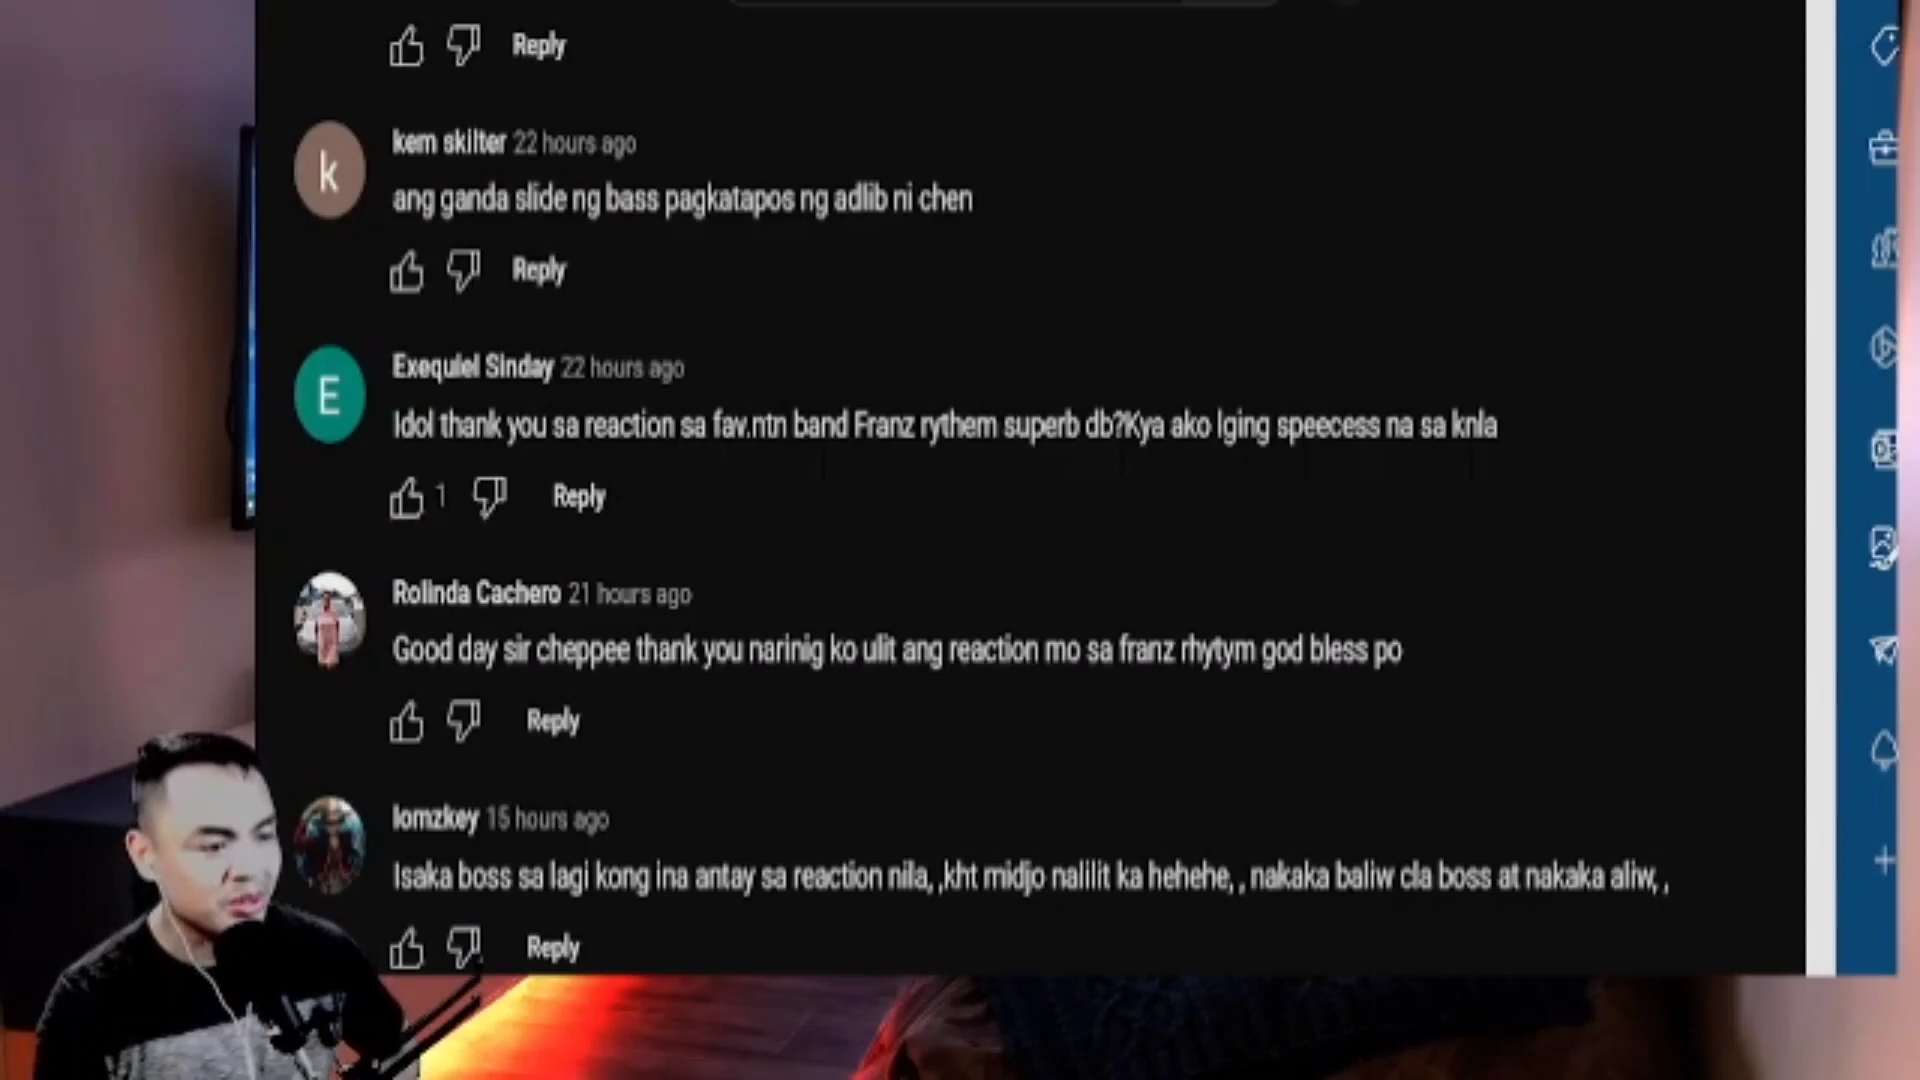 Reply
k
kem skilter 22 hours ago
ang ganda slide ng bass pagkatapos ng adlib ni chen
Reply
E
Exequiel Sinday 22 hours ago
Idol thank you sa reaction sa fav.ntn band Franz rythem superb db?Kya ako lging speecess na sa knla
1 Reply
Rolinda Cachero 21 hours ago
Good day sir cheppee thank you narinig ko ulit ang reaction mo sa franz rhytym god bless po
Reply
lomzkey 15 hours ago
Isaka boss sa lagi kong ina antay sa reaction nila, ,kht midjo nalilit ka hehehe, , nakaka baliw cla boss at nakaka aliw, ,
Reply